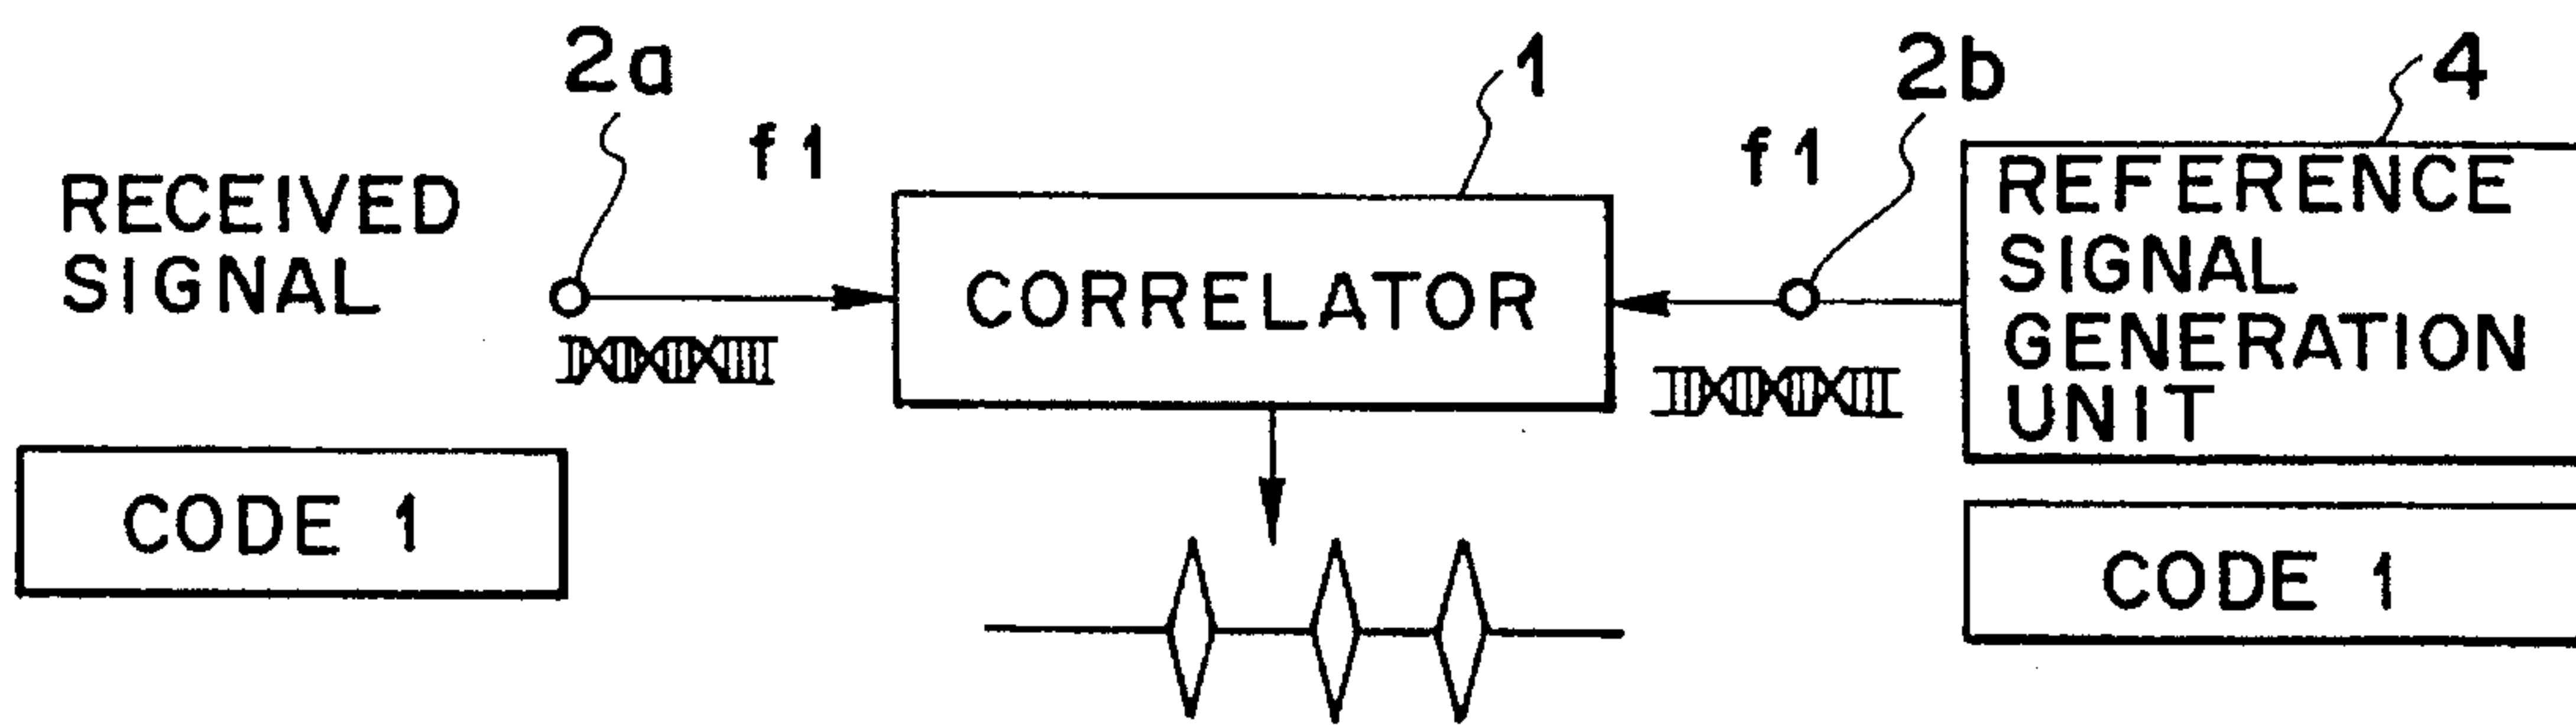 2a
f1
1
2b
f1
4
RECEIVED
SIGNAL
CORRELATOR
REFERENCE
SIGNAL
GENERATION
UNIT
CODE 1
CODE 1